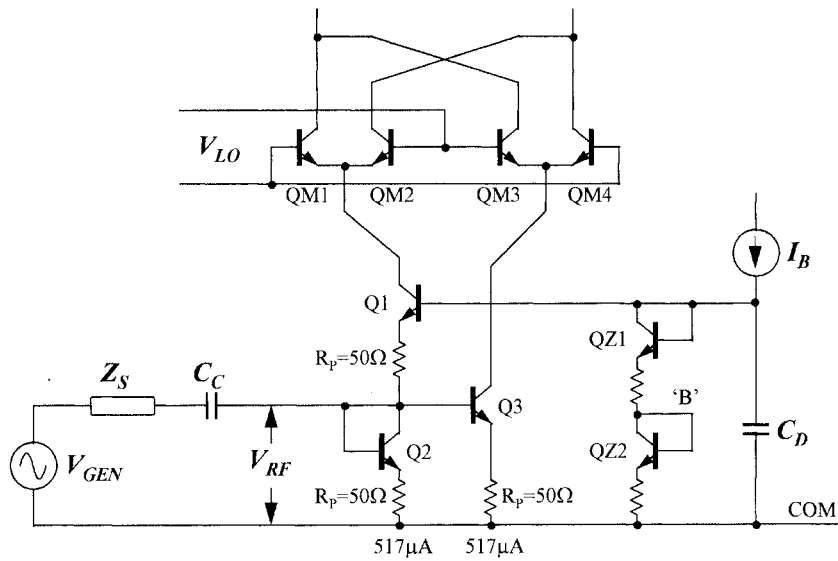 V_LO
QM1
QM2
QM3
QM4
I_B
Q1
QZ1
R_P=50Ω
Z_S
C_C
Q3
'B'
V_GEN
V_RF
Q2
QZ2
C_D
R_P=50Ω
R_P=50Ω
COM
517μA
517μA